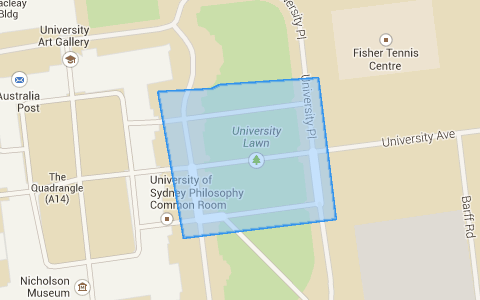 acleay
Bldg
University Pl
University
Art Gallery
Fisher Tennis
Centre
Australia
Post
University Pl
University
Lawn
University Ave
The
Quadrangle
(A14)
University of
Sydney Philosophy
Common Room
Barff Rd
Nicholson
Museum